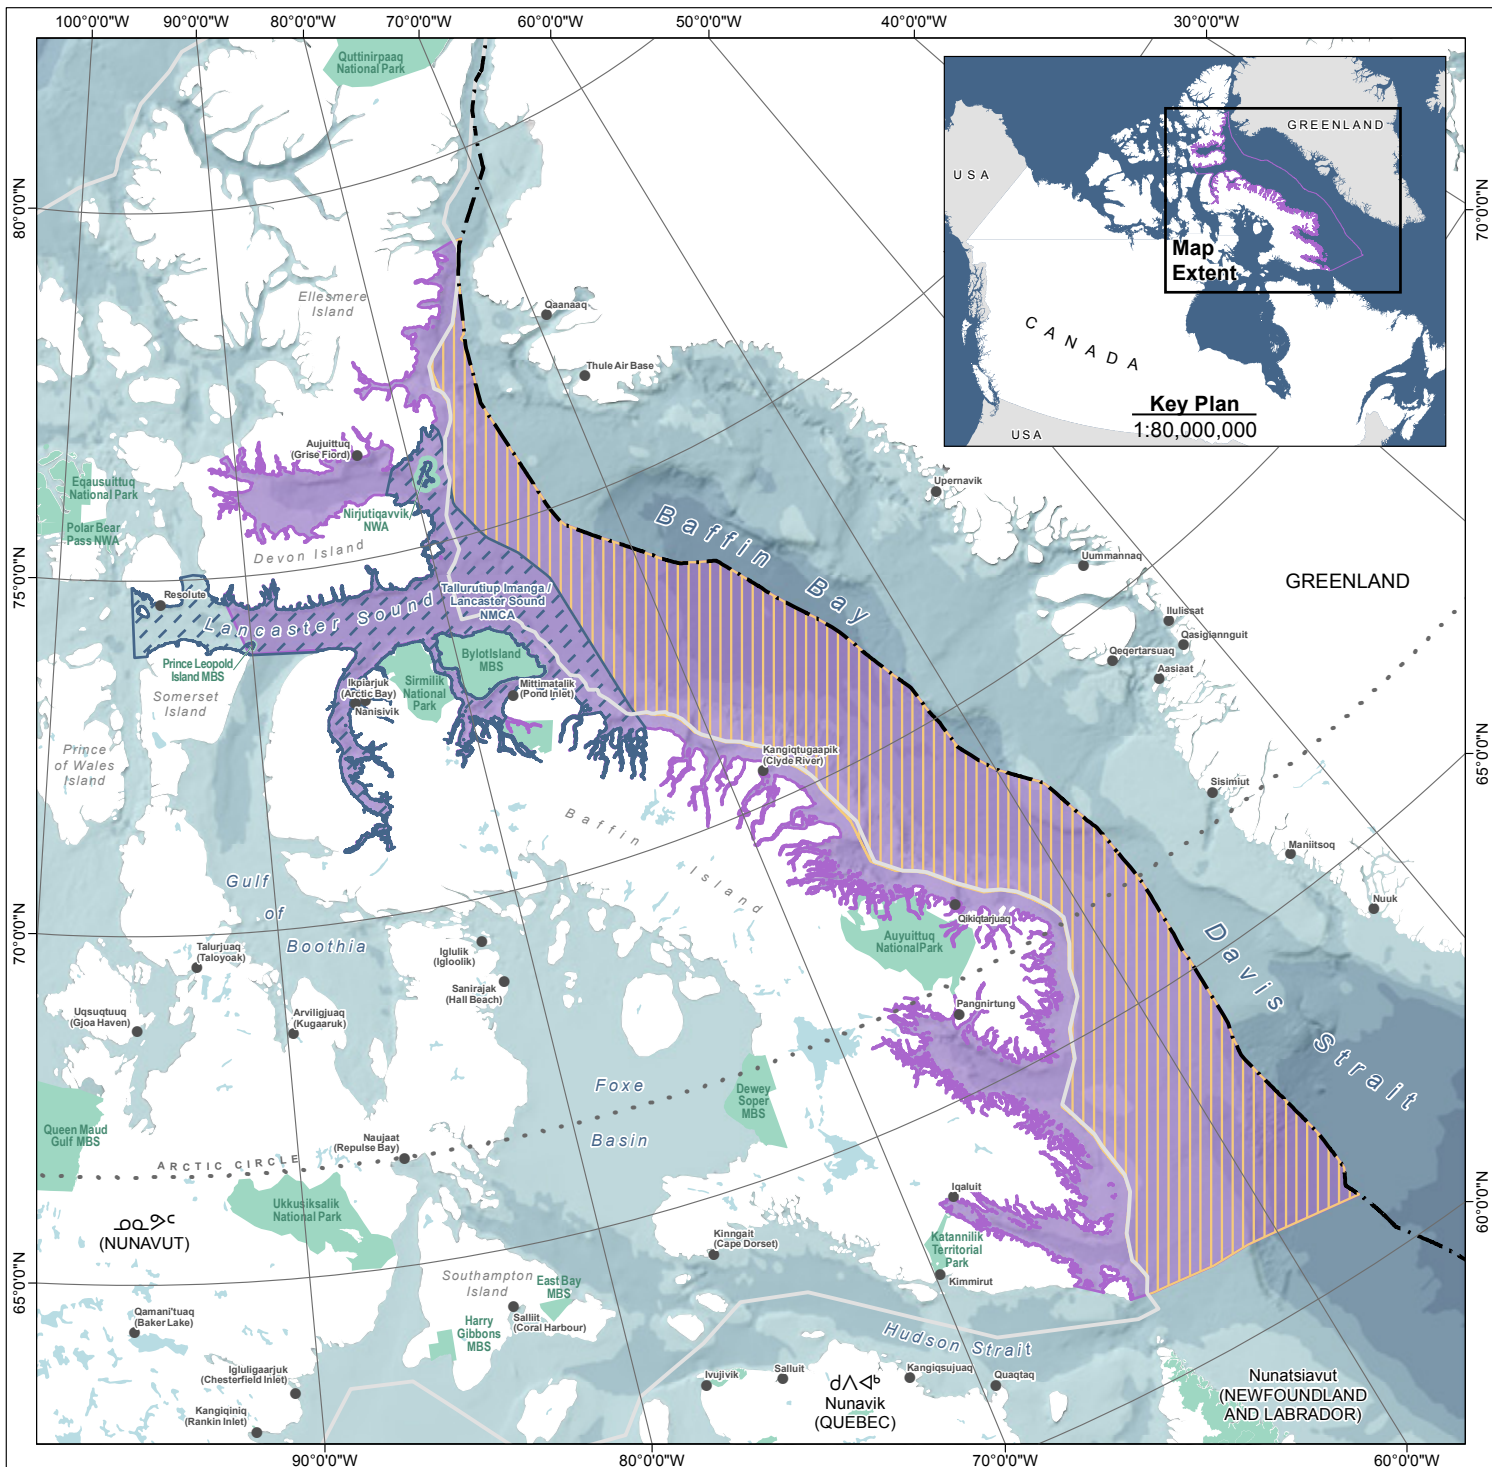 100°0'0"W
90°0'0"W
80°0'0"W
70°0'0"W
60°0'0"W
50°0'0"W
40°0'0"W
30°0'0"W
Quttinirpaaq
National Park
GREENLAND
USA
Map
Extent
CANADA
Key Plan
1:80,000,000
USA
80°0'0"N
70°0'0"N
Ellesmere
Island
Qaanaaq
Thule Air Base
Aujuittuq
(Grise Fiord)
Eqausuittuq
National Park
Polar Bear
Pass NWA
Nirjutiqavvik
NWA
Devon Island
Upernavik
Baffin Bay
Uummannaq
GREENLAND
75°0'0"N
Resolute
Lancaster Sound
Tallurutiup Imanga /
Lancaster Sound
NMCA
Ilulissat
Qasigiannguit
Qeqertarsuaq
Aasiaat
Prince Leopold
Island MBS
Somerset
Island
BylotIsland
MBS
Ikpiarjuk
(Arctic Bay)
Nanisivik
Sirmilik
National
Park
Mittimatalik
(Pond Inlet)
Prince
of Wales
Island
Kangiqtugaapik
(Clyde River)
65°0'0"N
Sisimiut
Baffin Island
Maniitsoq
Gulf
of
Boothia
Nuuk
70°0'0"N
Talurjuaq
(Taloyoak)
Iglulik
(Igloolik)
Sanirajak
(Hall Beach)
Qikiqtarjuaq
Auyuittuq
NationalPark
Davis Strait
Uqsuqtuuq
(Gjoa Haven)
Arviligjuaq
(Kugaaruk)
Pangnirtung
Foxe
Basin
Dewey
Soper
MBS
Queen Maud
Gulf MBS
Naujaat
(Repulse Bay)
ARCTIC CIRCLE
Ukkusiksalik
National Park
ᓄᓇᕗᑦ
(NUNAVUT)
Iqaluit
60°0'0"N
Kinngait
(Cape Dorset)
Katannilik
Territorial
Park
Kimmirut
65°0'0"N
Southampton
Island
East Bay
MBS
Qamani'tuaq
(Baker Lake)
Salliit
(Coral Harbour)
Harry
Gibbons
MBS
Hudson Strait
Igluligaarjuk
(Chesterfield Inlet)
Ivujivik
Salluit
Kangiqsujuaq
Quaqtaq
ᑯᐱᐊᒃ
Nunavik
(QUEBEC)
Nunatsiavut
(NEWFOUNDLAND
AND LABRADOR)
Kangiqiniq
(Rankin Inlet)
90°0'0"W
80°0'0"W
70°0'0"W
60°0'0"W